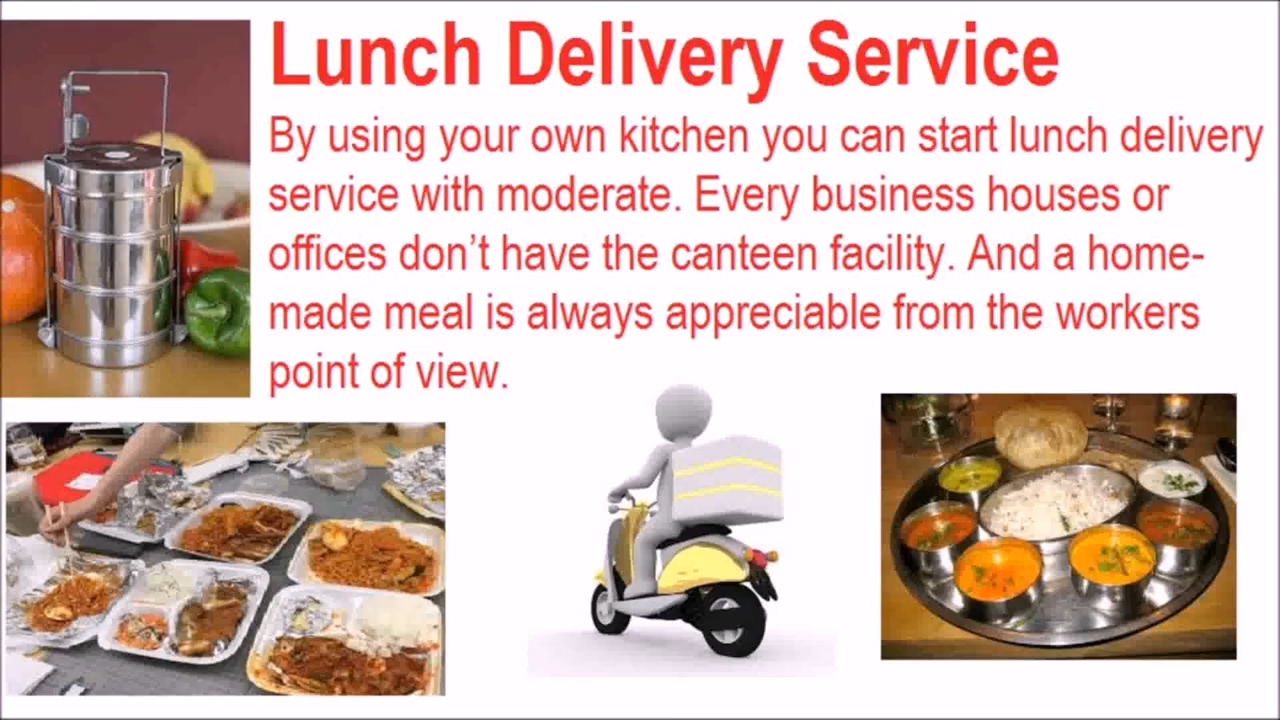 Lunch Delivery Service
By using your own kitchen you can start lunch delivery
service with moderate. Every business houses or
offices don’t have the canteen facility. And a home-
made meal is always appreciable from the workers
point of view.